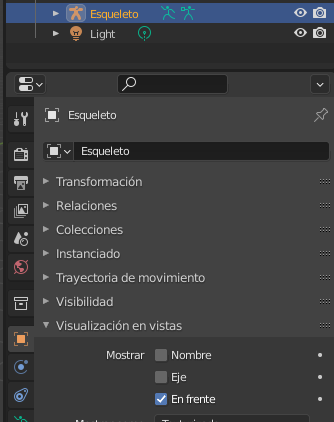 Esqueleto
Light
Esqueleto
Esqueleto
Transformación
Relaciones
Colecciones
Instanciado
Trayectoria de movimiento
Visibilidad
Visualización en vistas
Mostrar Nombre
Eje
En frente